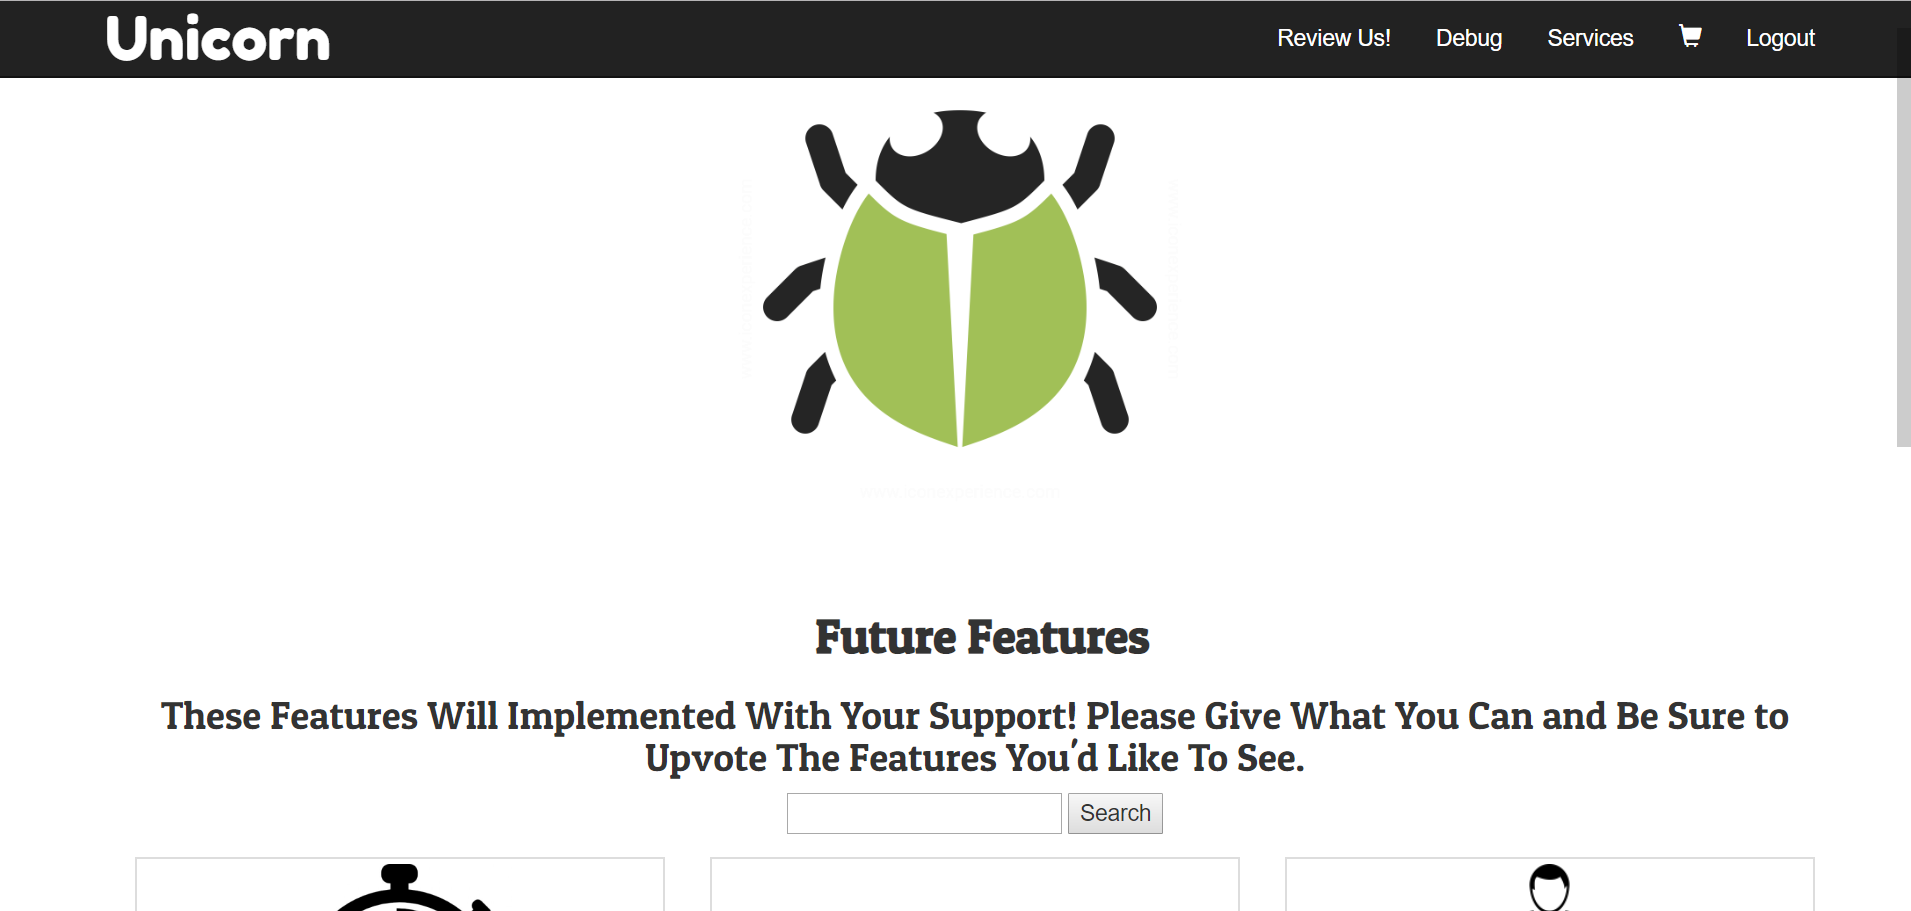 Unicorn
Review Us!
Debug
Services
Logout
Future Features
These Features Will Implemented With Your Support! Please Give What You Can and Be Sure to
Upvote The Features You'd Like To See.
Search